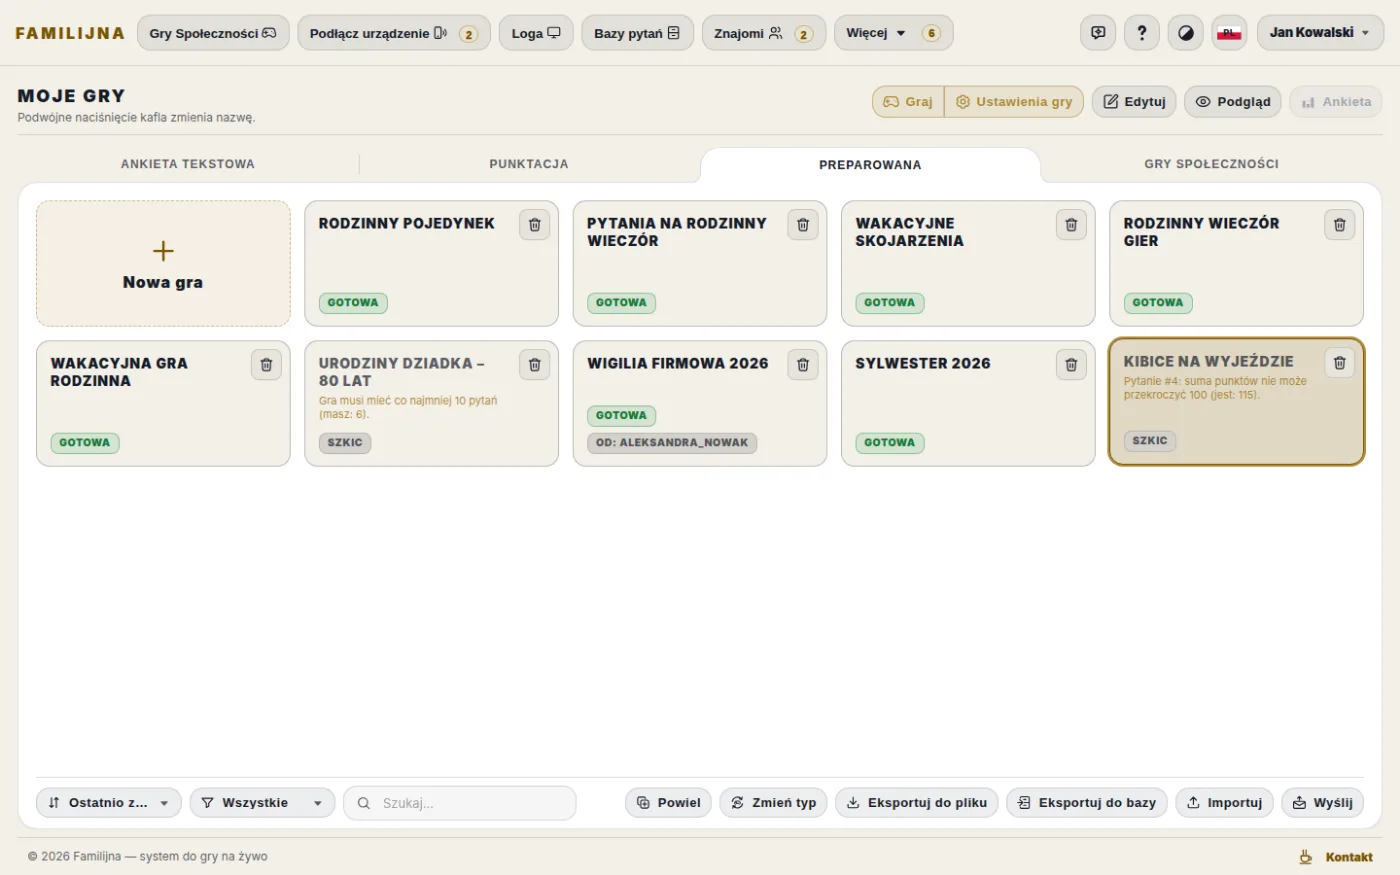 FAMILIJNA
Gry Społeczności
Podłącz urządzenie 2
Loga
Bazy pytań
Znajomi 2
Więcej 6
PL
Jan Kowalski
MOJE GRY
Podwójne naciśnięcie kafla zmienia nazwę.
Graj
Ustawienia gry
Edytuj
Podgląd
Ankieta
ANKIETA TEKSTOWA
PUNKTACJA
PREPAROWANA
GRY SPOŁECZNOŚCI
Nowa gra
RODZINNY POJEDYNEK
GOTOWA
PYTANIA NA RODZINNY
WIECZÓR
GOTOWA
WAKACYJNE
SKOJARZENIA
GOTOWA
RODZINNY WIECZÓR
GIER
GOTOWA
WAKACYJNA GRA
RODZINNA
GOTOWA
URODZINY DZIADKA –
80 LAT
Gra musi mieć co najmniej 10 pytań
(masz: 6).
SZKIC
WIGILIA FIRMOWA 2026
GOTOWA
OD: ALEKSANDRA_NOWAK
SYLWESTER 2026
GOTOWA
KIBICE NA WYJEŹDZIE
Pytanie #4: suma punktów nie może
przekroczyć 100 (jest: 115).
SZKIC
Ostatnio z...
Wszystkie
Szukaj...
Powiel
Zmień typ
Eksportuj do pliku
Eksportuj do bazy
Importuj
Wyślij
© 2026 Familijna — system do gry na żywo
Kontakt